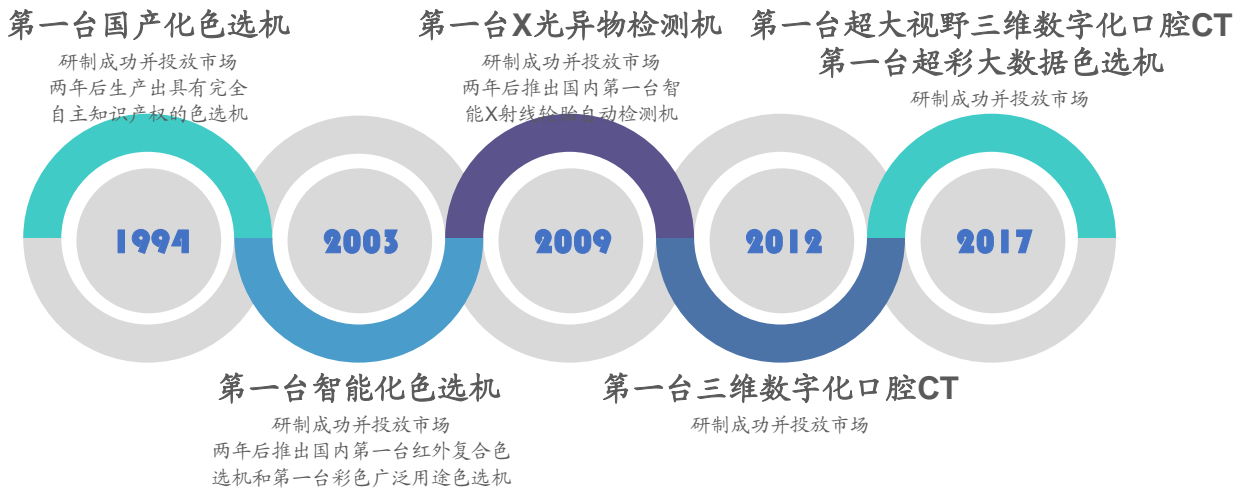 第一台国产化色选机
研制成功并投放市场
两年后生产出具有完全
自主知识产权的色选机
第一台X光异物检测机
研制成功并投放市场
两年后推出国内第一台智
能X射线轮胎自动检测机
第一台超大视野三维数字化口腔CT
第一台超彩大数据色选机
研制成功并投放市场
1994
2003
2009
2012
2017
第一台智能化色选机
研制成功并投放市场
两年后推出国内第一台红外复合色
选机和第一台彩色广泛用途色选机
第一台三维数字化口腔CT
研制成功并投放市场